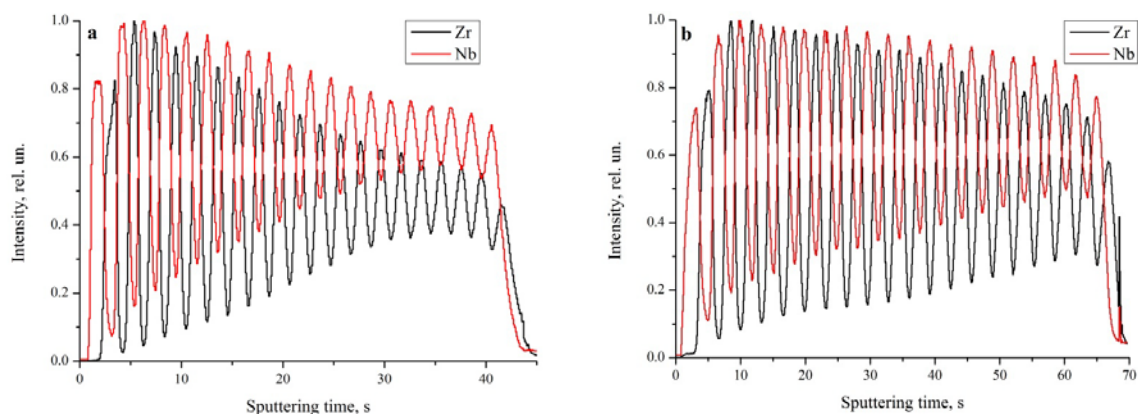 a
Zr
Nb
1.0
0.8
0.6
0.4
0.2
0.0
Intensity, rel. un.
0 10 20 30 40
Sputtering time, s
b
Zr
Nb
1.0
0.8
0.6
0.4
0.2
0.0
Intensity, rel. un.
0 10 20 30 40 50 60 70
Sputtering time, s